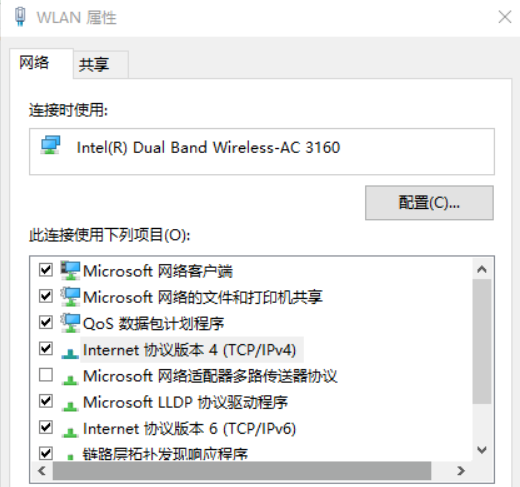 WLAN 属性
网络
共享
连接时使用:
Intel(R) Dual Band Wireless-AC 3160
配置(C)...
此连接使用下列项目(O):
Microsoft 网络客户端
Microsoft 网络的文件和打印机共享
QoS 数据包计划程序
Internet 协议版本 4 (TCP/IPv4)
Microsoft 网络适配器多路传送器协议
Microsoft LLDP 协议驱动程序
Internet 协议版本 6 (TCP/IPv6)
链路层拓扑发现响应程序